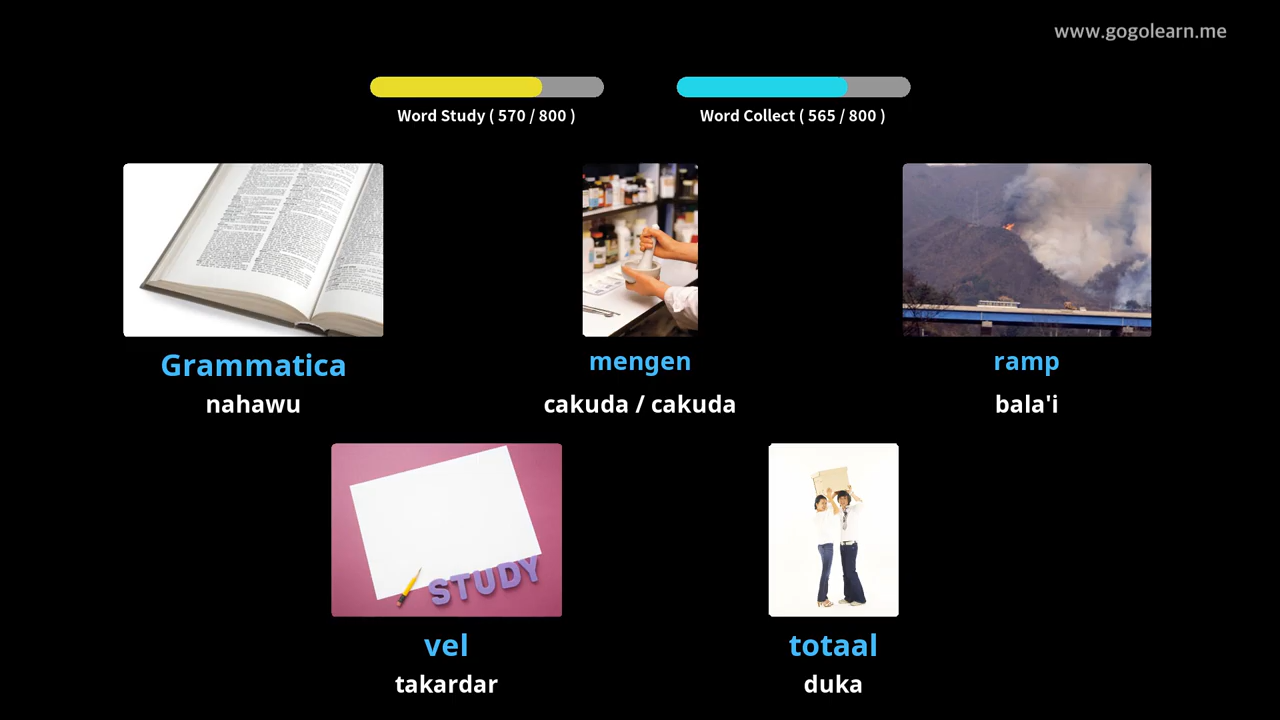 www.gogolearn.me
Word Study ( 570 / 800 )
Word Collect ( 565 / 800 )
Grammatica
nahawu
mengen
cakuda / cakuda
ramp
bala'i
STUDY
vel
takardar
totaal
duka